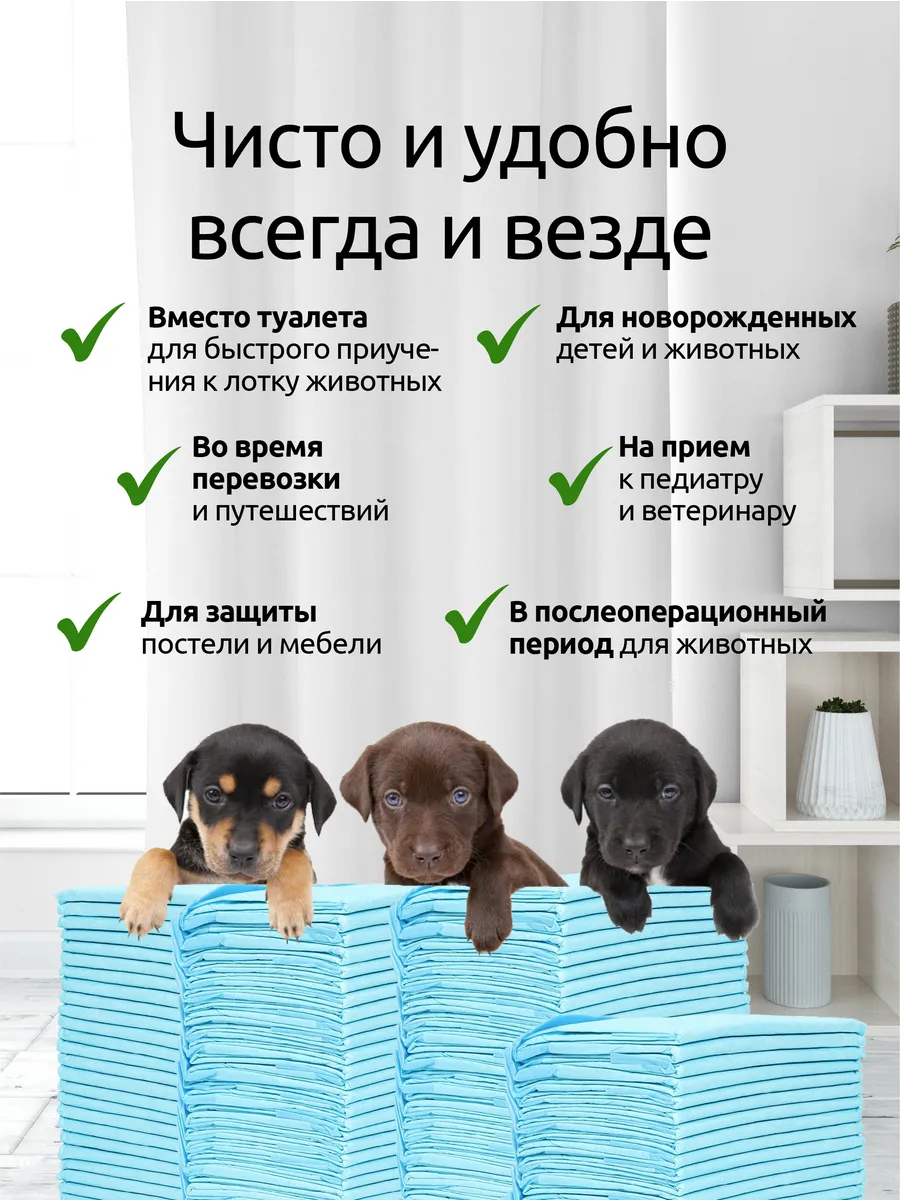 Чисто и удобно
всегда и везде
Вместо туалета
для быстрого приуче-
ния к лотку животных
Для новорожденных
детей и животных
Во время
перевозки
и путешествий
На прием
к педиатру
и ветеринару
Для защиты
постели и мебели
В послеоперационный
период для животных